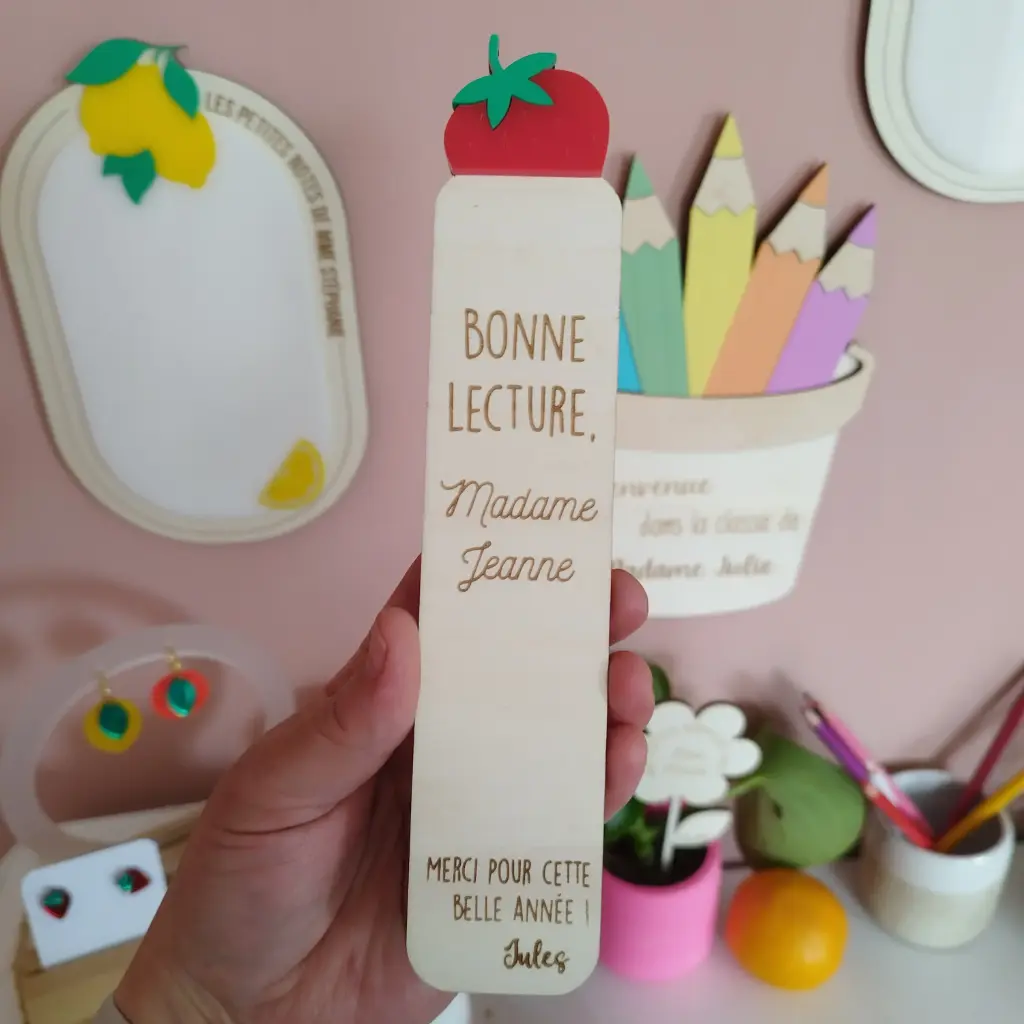 LES PETITES NOTES DE MME STÉPHANIE
BONNE
LECTURE,
Madame
Jeanne
dans la classe de
Madame Julie
MERCI POUR CETTE
BELLE ANNÉE !
Jules